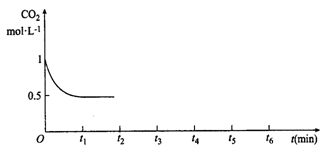 CO₂
mol·L⁻¹
1
0.5
O t₁ t₂ t₃ t₄ t₅ t₆ t(min)